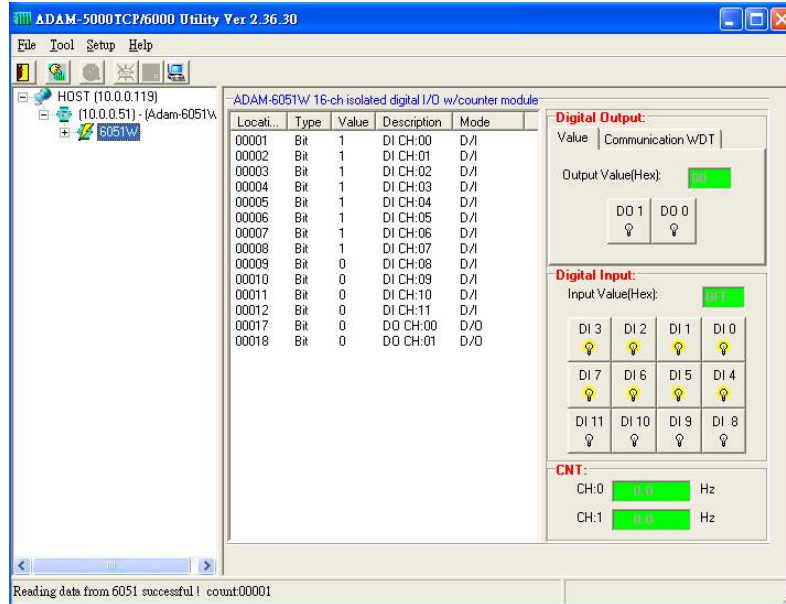 ADAM-5000TCP/6000 Utility Ver 2.36.30
File Tool Setup Help
HOST (10.0.0.119)
(10.0.0.51) - (Adam-6051W
6051W
ADAM-6051W 16-ch isolated digital I/O w/counter module
Locati... Type Value Description Mode
00001 Bit 1 DI CH:00 D/I
00002 Bit 1 DI CH:01 D/I
00003 Bit 1 DI CH:02 D/I
00004 Bit 1 DI CH:03 D/I
00005 Bit 1 DI CH:04 D/I
00006 Bit 1 DI CH:05 D/I
00007 Bit 1 DI CH:06 D/I
00008 Bit 1 DI CH:07 D/I
00009 Bit 0 DI CH:08 D/I
00010 Bit 0 DI CH:09 D/I
00011 Bit 0 DI CH:10 D/I
00012 Bit 0 DI CH:11 D/I
00017 Bit 0 DO CH:00 D/O
00018 Bit 0 DO CH:01 D/O
Digital Output:
Value Communication WDT
Output Value(Hex): 00
DO 1 DO 0
Digital Input:
Input Value(Hex): 0FF
DI 3 DI 2 DI 1 DI 0
DI 7 DI 6 DI 5 DI 4
DI 11 DI 10 DI 9 DI 8
CNT:
CH:0 0.0 Hz
CH:1 0.0 Hz
Reading data from 6051 successful ! count:00001